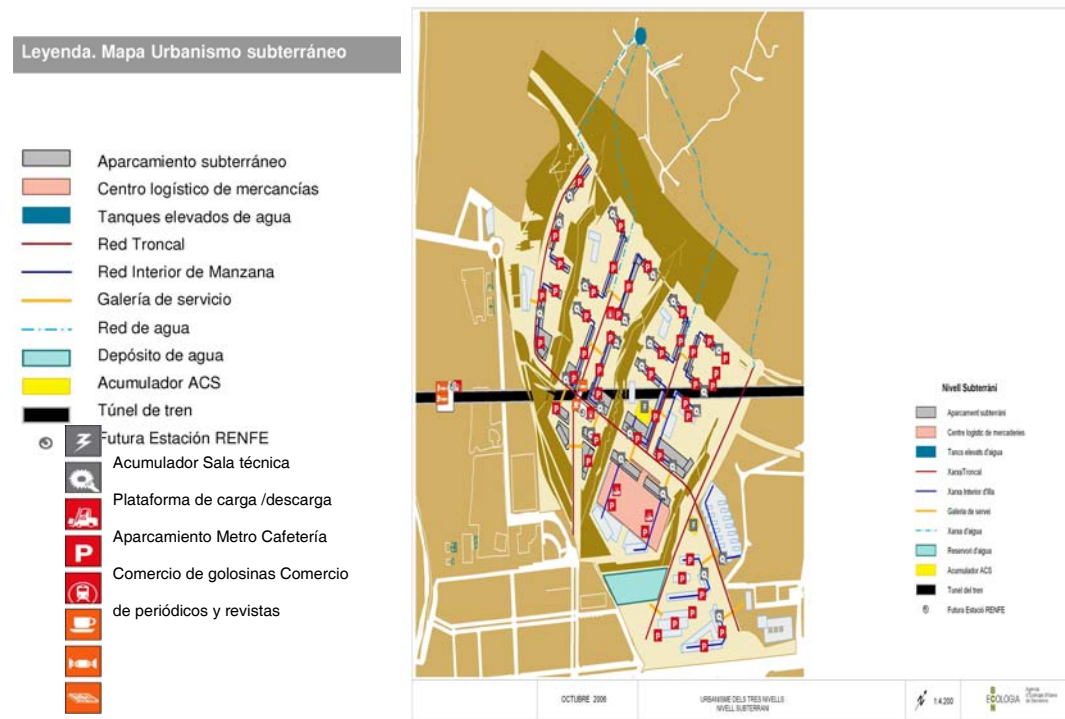 Leyenda. Mapa Urbanismo subterráneo
Aparcamiento subterráneo
Centro logístico de mercancías
Tanques elevados de agua
Red Troncal
Red Interior de Manzana
Galería de servicio
Red de agua
Depósito de agua
Acumulador ACS
Túnel de tren
Futura Estación RENFE
Acumulador Sala técnica
Plataforma de carga /descarga
Aparcamiento Metro Cafetería
Comercio de golosinas Comercio
de periódicos y revistas
P
Nivell Subterràni
Aparcament subterràni
Centre logístic de mercaderies
Tancs elevats d'aigua
Xarxa Troncal
Xarxa Interior d'Illa
Galeria de servei
Xarxa d'aigua
Reservori d'aigua
Acumulador ACS
Tunel del tren
Futura Estació RENFE
OCTUBRE 2006
URBANISME DELS TRES NIVELLS
NIVELL SUBTERRANI
1:4.200
ECOLOGIA